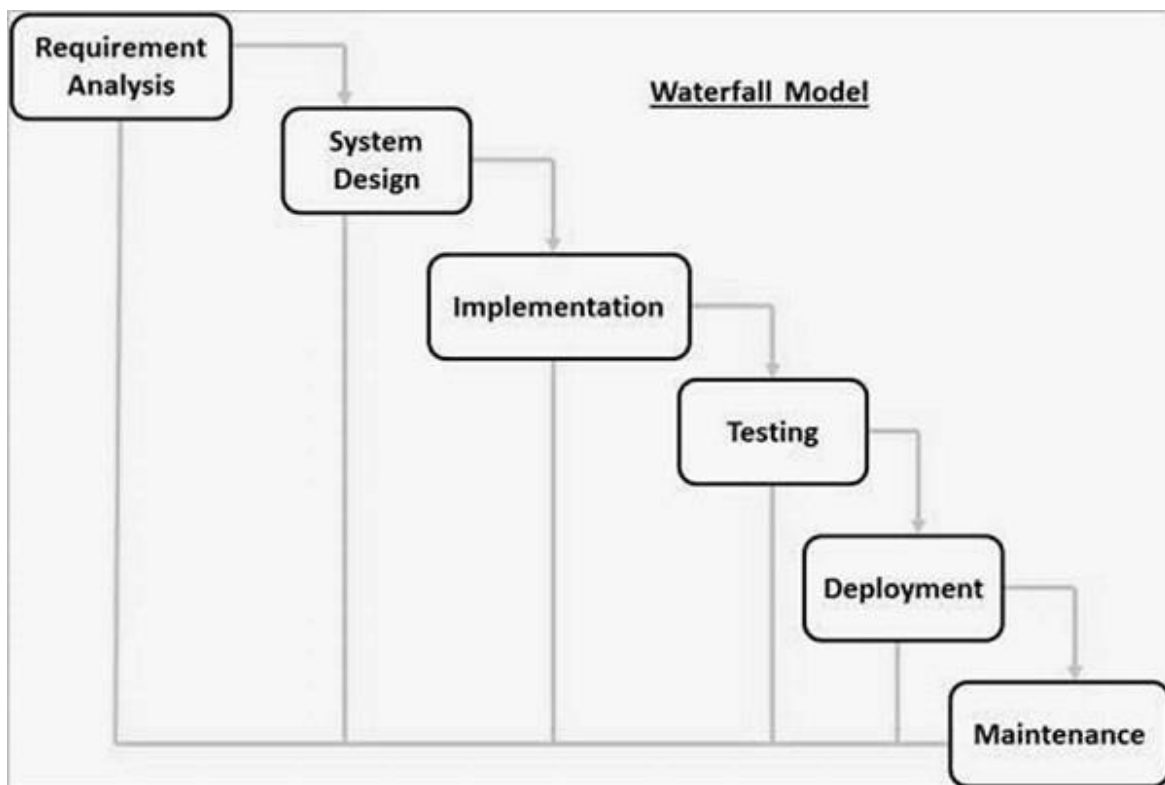 Requirement
Analysis
Waterfall Model
System
Design
Implementation
Testing
Deployment
Maintenance